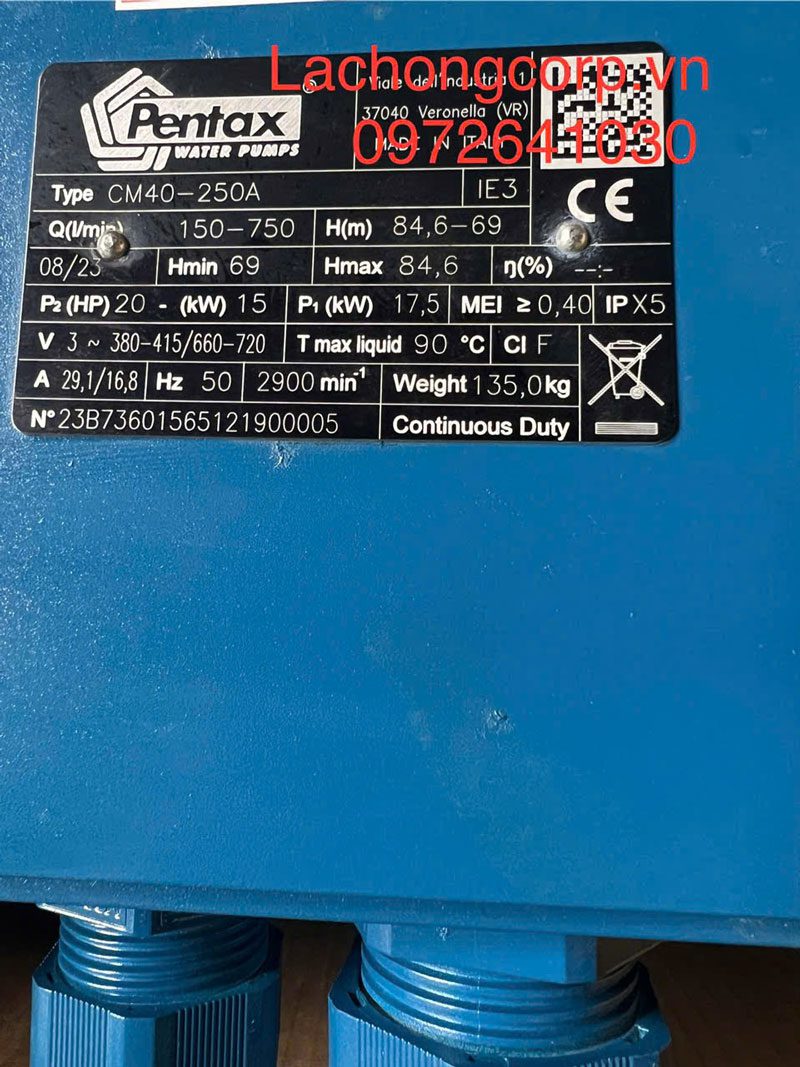 Lachongcorp.vn
0972641030
Pentax
WATER PUMPS
Viale dell'Industria 1
37040 Veronella (VR)
MADE IN ITALY
Type CM40-250A IE3
CE
Q(l/min) 150-750 H(m) 84,6-69
08/23 Hmin 69 Hmax 84,6 η(%) --:-
P2 (HP) 20 - (kW) 15 P1 (kW) 17,5 MEI ≥ 0,40 IP X5
V 3 ~ 380-415/660-720 T max liquid 90 °C Cl F
A 29,1/16,8 Hz 50 2900 min-1 Weight 135,0 kg
N° 23B73601565121900005 Continuous Duty